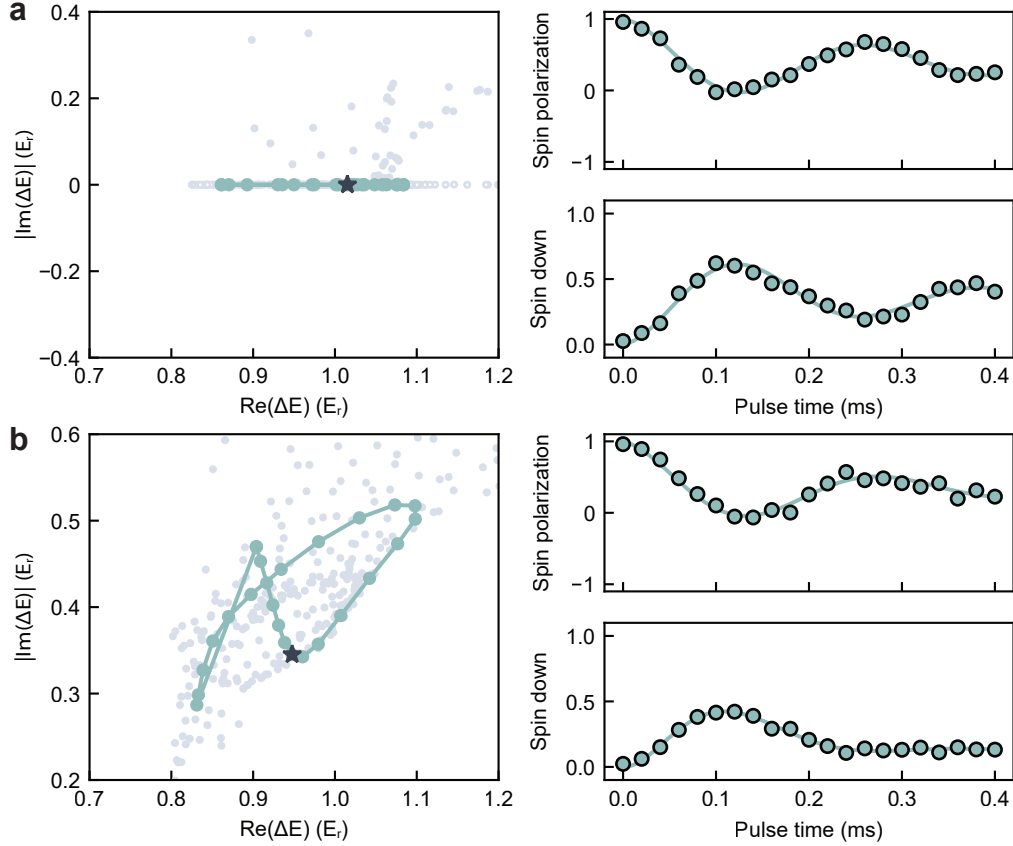 a
0.4
0.2
0
−0.2
−0.4
|Im(ΔE)| (Eᵣ)
0.7 0.8 0.9 1.0 1.1 1.2
Re(ΔE) (Eᵣ)
1
0
−1
Spin polarization
1.0
0.5
0.0
Spin down
0.0 0.1 0.2 0.3 0.4
Pulse time (ms)
b
0.6
0.5
0.4
0.3
0.2
|Im(ΔE)| (Eᵣ)
0.7 0.8 0.9 1.0 1.1 1.2
Re(ΔE) (Eᵣ)
1
0
−1
Spin polarization
1.0
0.5
0.0
Spin down
0.0 0.1 0.2 0.3 0.4
Pulse time (ms)